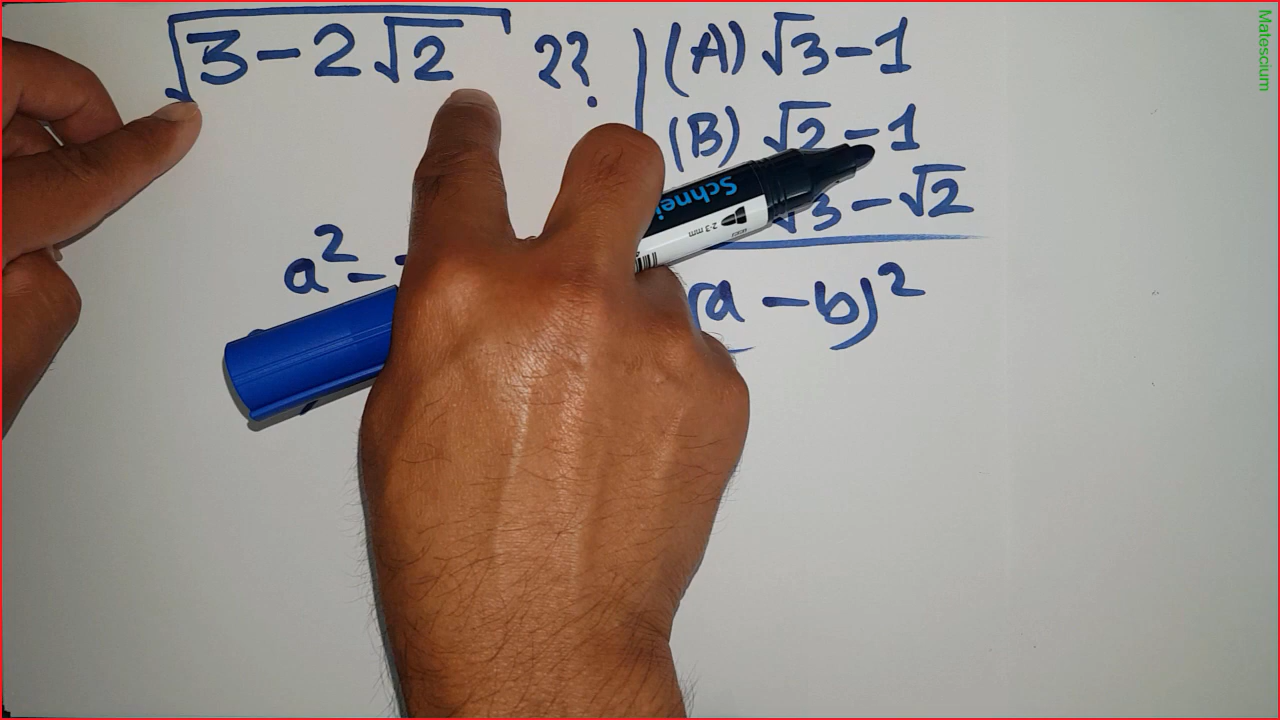 √3-2√2 ??
(A) √3-1
(B) √2-1
√3-√2
a²-
(a-b)²
Schnei
2-3 mm
Matescium